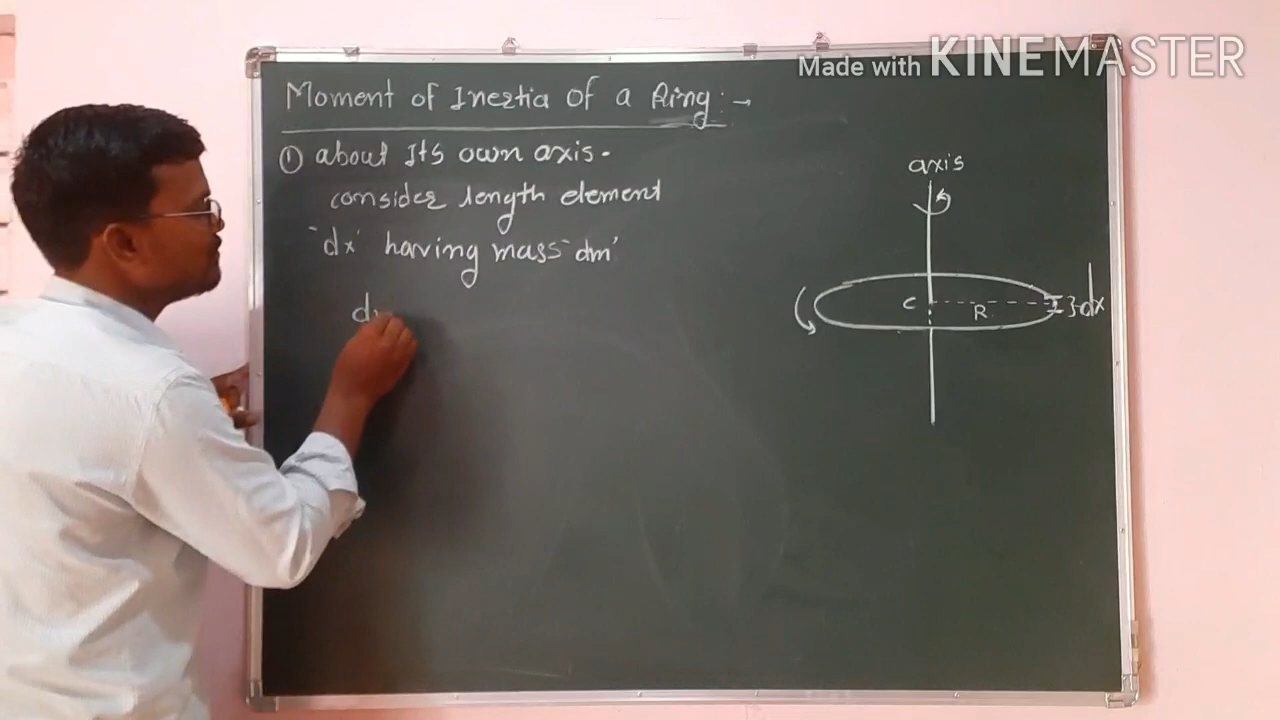 Made with KINEMASTER
Moment of Inertia of a Ring :→
① about Its own axis.
consider length element
'dx' having mass 'dm'
axis
C
R
dx